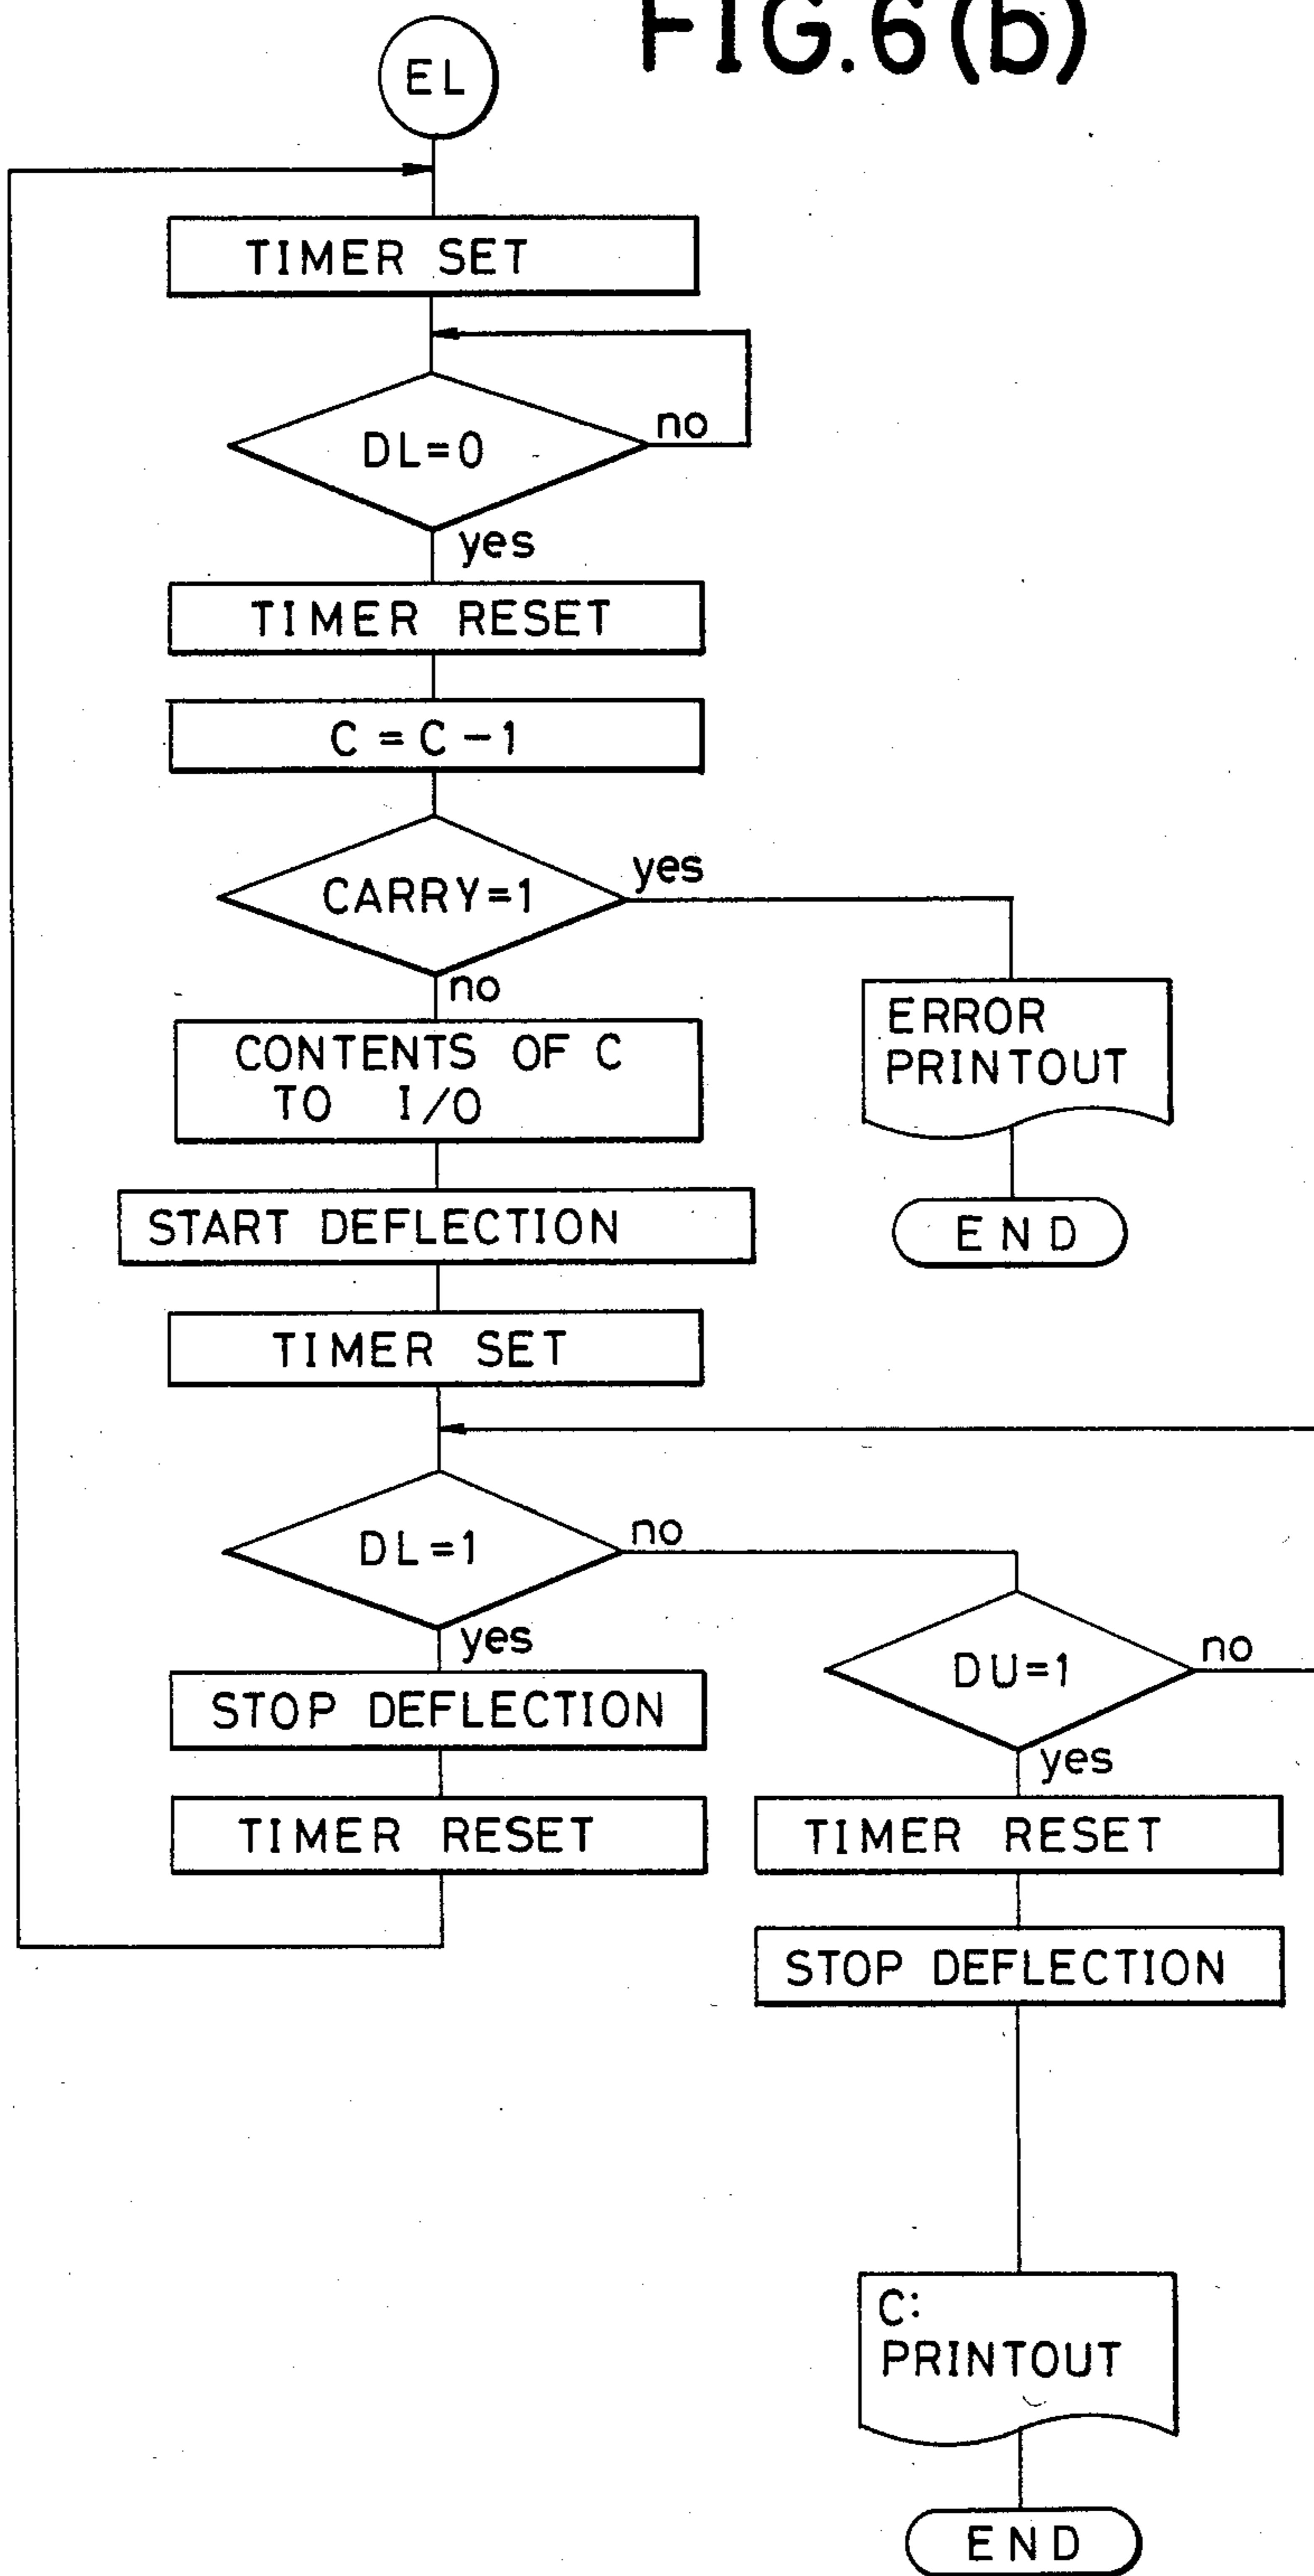 FIG.6(b)
EL
TIMER SET
DL=0
no
yes
TIMER RESET
C = C -1
CARRY=1
yes
no
CONTENTS OF C
TO I/O
ERROR
PRINTOUT
START DEFLECTION
END
TIMER SET
DL=1
no
yes
DU=1
no
yes
STOP DEFLECTION
TIMER RESET
TIMER RESET
STOP DEFLECTION
C:
PRINTOUT
END